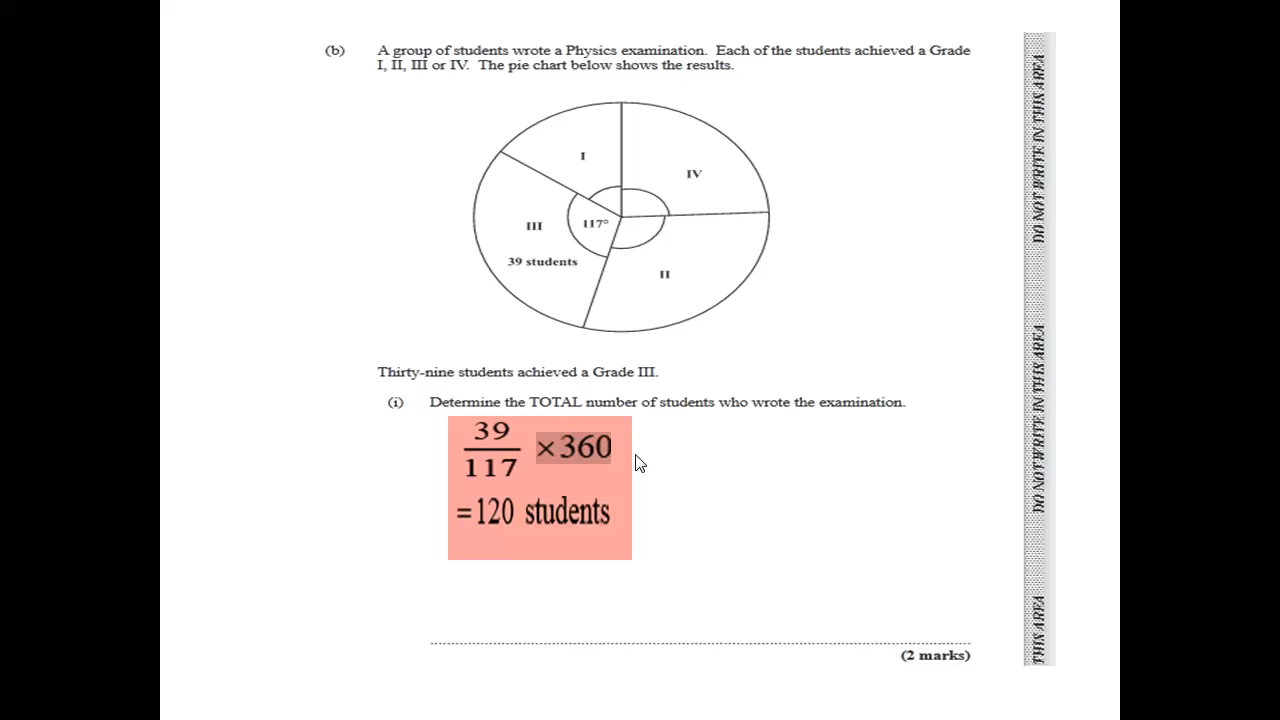 (b) A group of students wrote a Physics examination. Each of the students achieved a Grade
I, II, III or IV. The pie chart below shows the results.
I
IV
III
117°
39 students
II
Thirty-nine students achieved a Grade III.
(i) Determine the TOTAL number of students who wrote the examination.
39
117
×360
=120 students
(2 marks)
DO NOT WRITE IN THIS AREA
DO NOT WRITE IN THIS AREA
THIS AREA